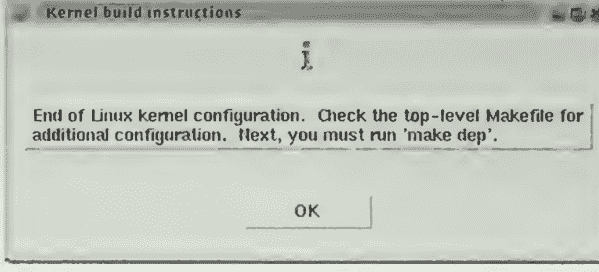 Kernel build instructions
i
End of Linux kernel configuration. Check the top-level Makefile for
additional configuration. Next, you must run 'make dep'.
OK